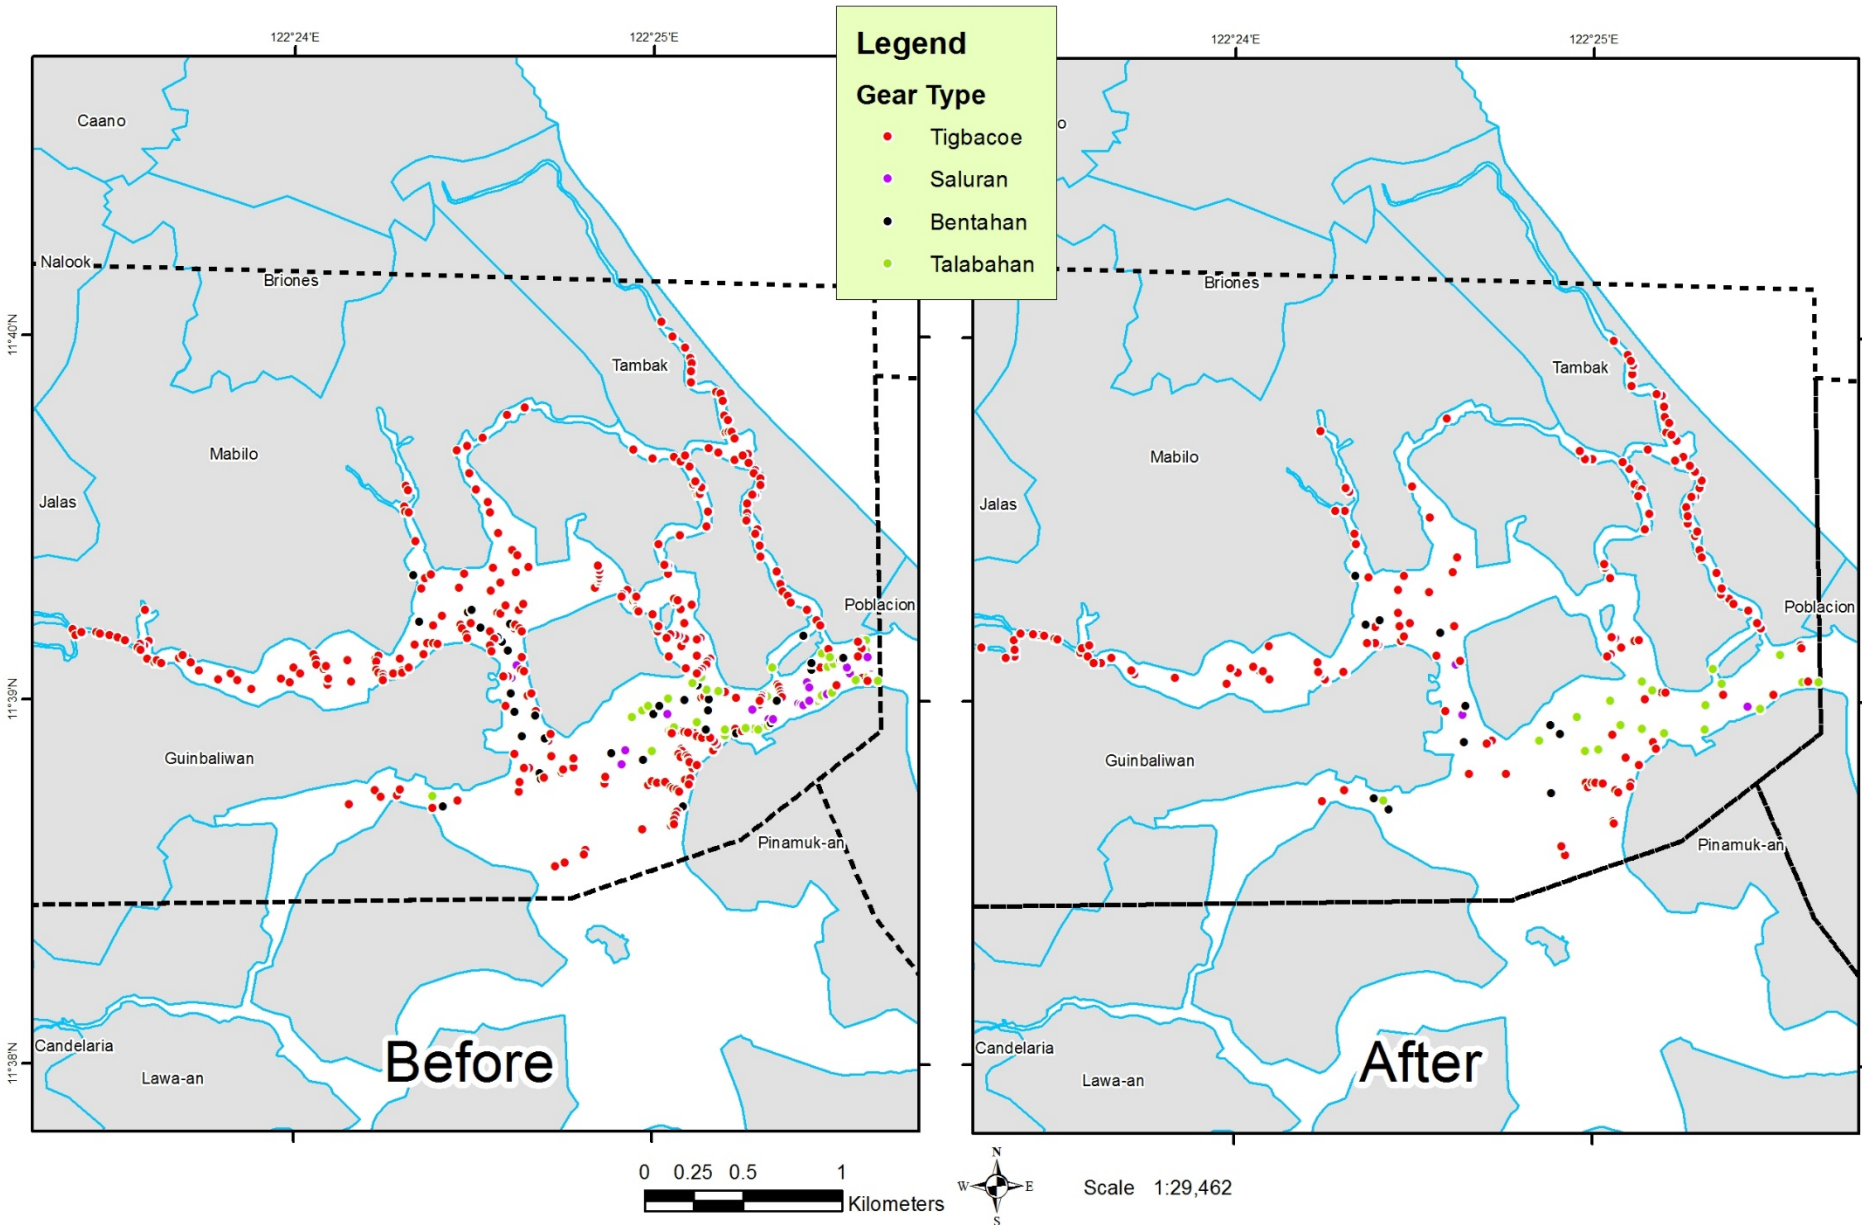 122°24'E
122°25'E
122°24'E
122°25'E
Legend
Gear Type
Tigbacoe
Saluran
Bentahan
Talabahan
Caano
o
Nalook
Briones
Briones
11°40'N
Tambak
Tambak
Mabilo
Mabilo
Jalas
Jalas
Poblacion
Poblacion
11°39'N
Guinbaliwan
Guinbaliwan
Pinamuk-an
Pinamuk-an
11°38'N
Candelaria
Candelaria
Lawa-an
Lawa-an
Before
After
0 0.25 0.5 1
Kilometers
N
W E
S
Scale 1:29,462